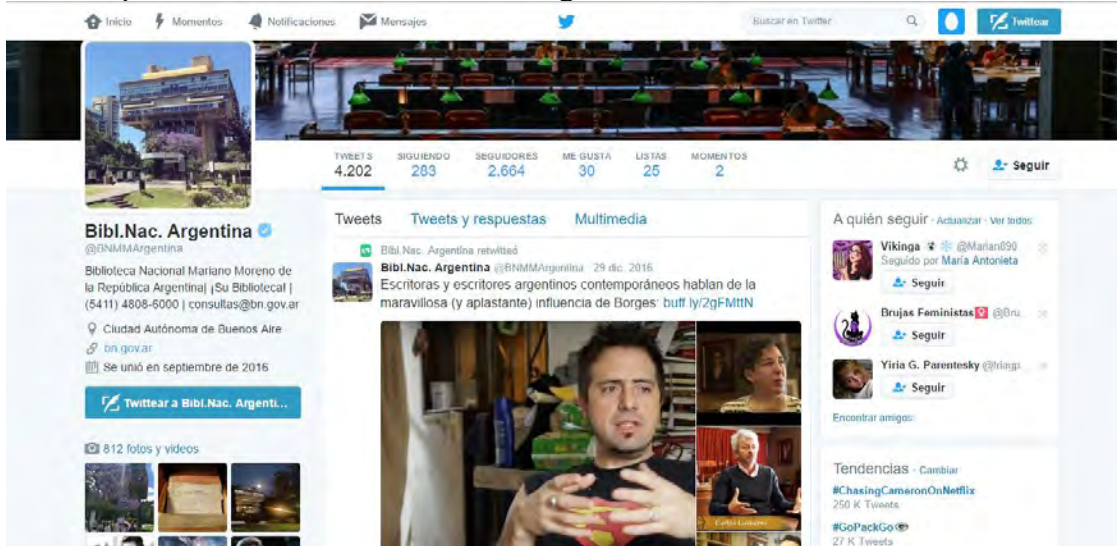 Inicio Momentos Notificaciones Mensajes Buscar en Twitter Twittear
TWEETS SIGUIENDO SEGUIDORES ME GUSTA LISTAS MOMENTOS
4.202 283 2.664 30 25 2
Seguir
Bibl.Nac. Argentina
@BNMMArgentina
Biblioteca Nacional Mariano Moreno de
la República Argentina| ¡Su Biblioteca! |
(5411) 4808-6000 | consultas@bn.gov.ar
Ciudad Autónoma de Buenos Aire
bn.gov.ar
Se unió en septiembre de 2016
Twittear a Bibl.Nac. Argenti...
812 fotos y videos
Tweets Tweets y respuestas Multimedia
Bibl.Nac. Argentina retwitteó
Bibl.Nac. Argentina @BNMMArgentina · 29 dic. 2016
Escritoras y escritores argentinos contemporáneos hablan de la
maravillosa (y aplastante) influencia de Borges: buff.ly/2gFMttN
A quién seguir · Actualizar · Ver todos
Vikinga @Marian890
Seguido por María Antonieta
Seguir
Brujas Feministas @Bru...
Seguir
Yiria G. Parentesky @Iriagp...
Seguir
Encontrar amigos
Tendencias · Cambiar
#ChasingCameronOnNetflix
250 K Tweets
#GoPackGo
27 K Tweets